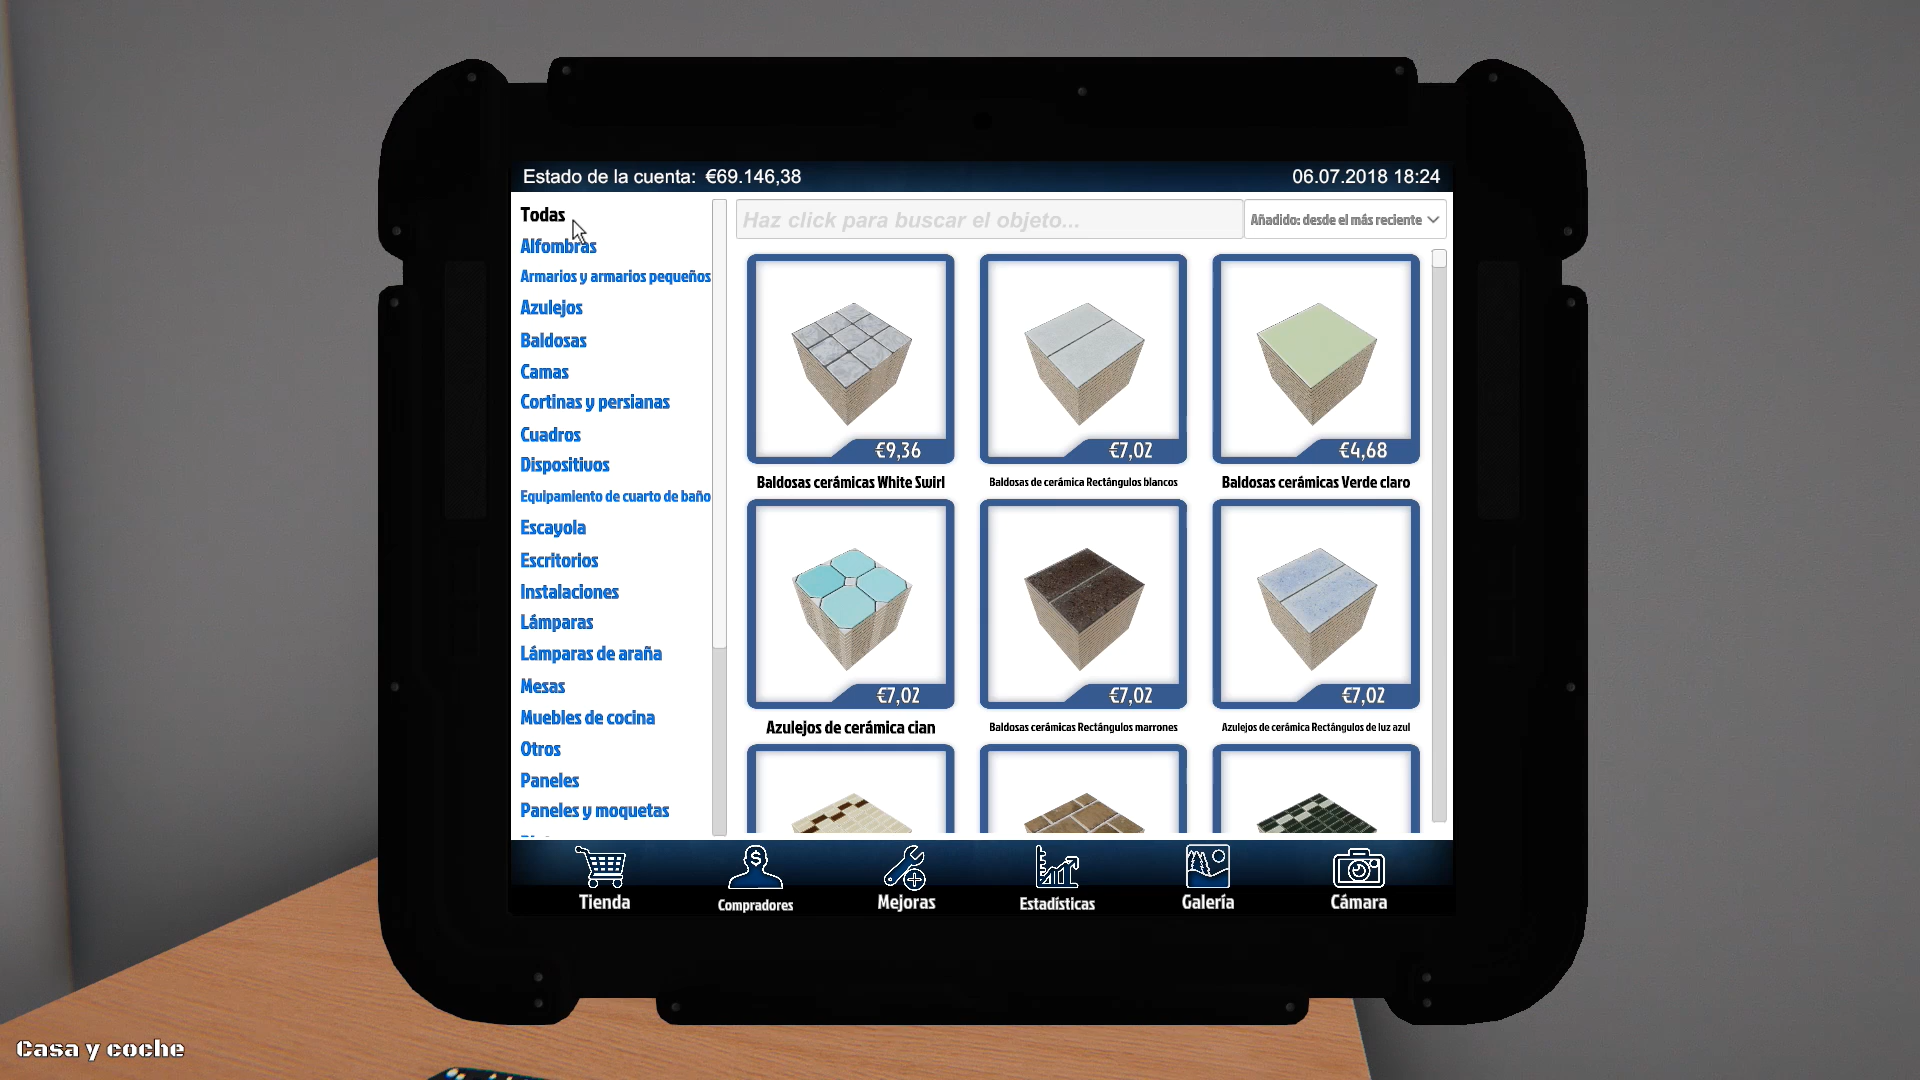 Estado de la cuenta: €69.146,38
06.07.2018 18:24
Todas
Alfombras
Armarios y armarios pequeños
Azulejos
Baldosas
Camas
Cortinas y persianas
Cuadros
Dispositivos
Equipamiento de cuarto de baño
Escayola
Escritorios
Instalaciones
Lámparas
Lámparas de araña
Mesas
Muebles de cocina
Otros
Paneles
Paneles y moquetas
Haz click para buscar el objeto...
Añadido: desde el más reciente
€9,36
€7,02
€4,68
Baldosas cerámicas White Swirl
Baldosas de cerámica Rectángulos blancos
Baldosas cerámicas Verde claro
€7,02
€7,02
€7,02
Azulejos de cerámica cian
Baldosas cerámicas Rectángulos marrones
Azulejos de cerámica Rectángulos de luz azul
Tienda
Compradores
Mejoras
Estadísticas
Galería
Cámara
Casa y coche